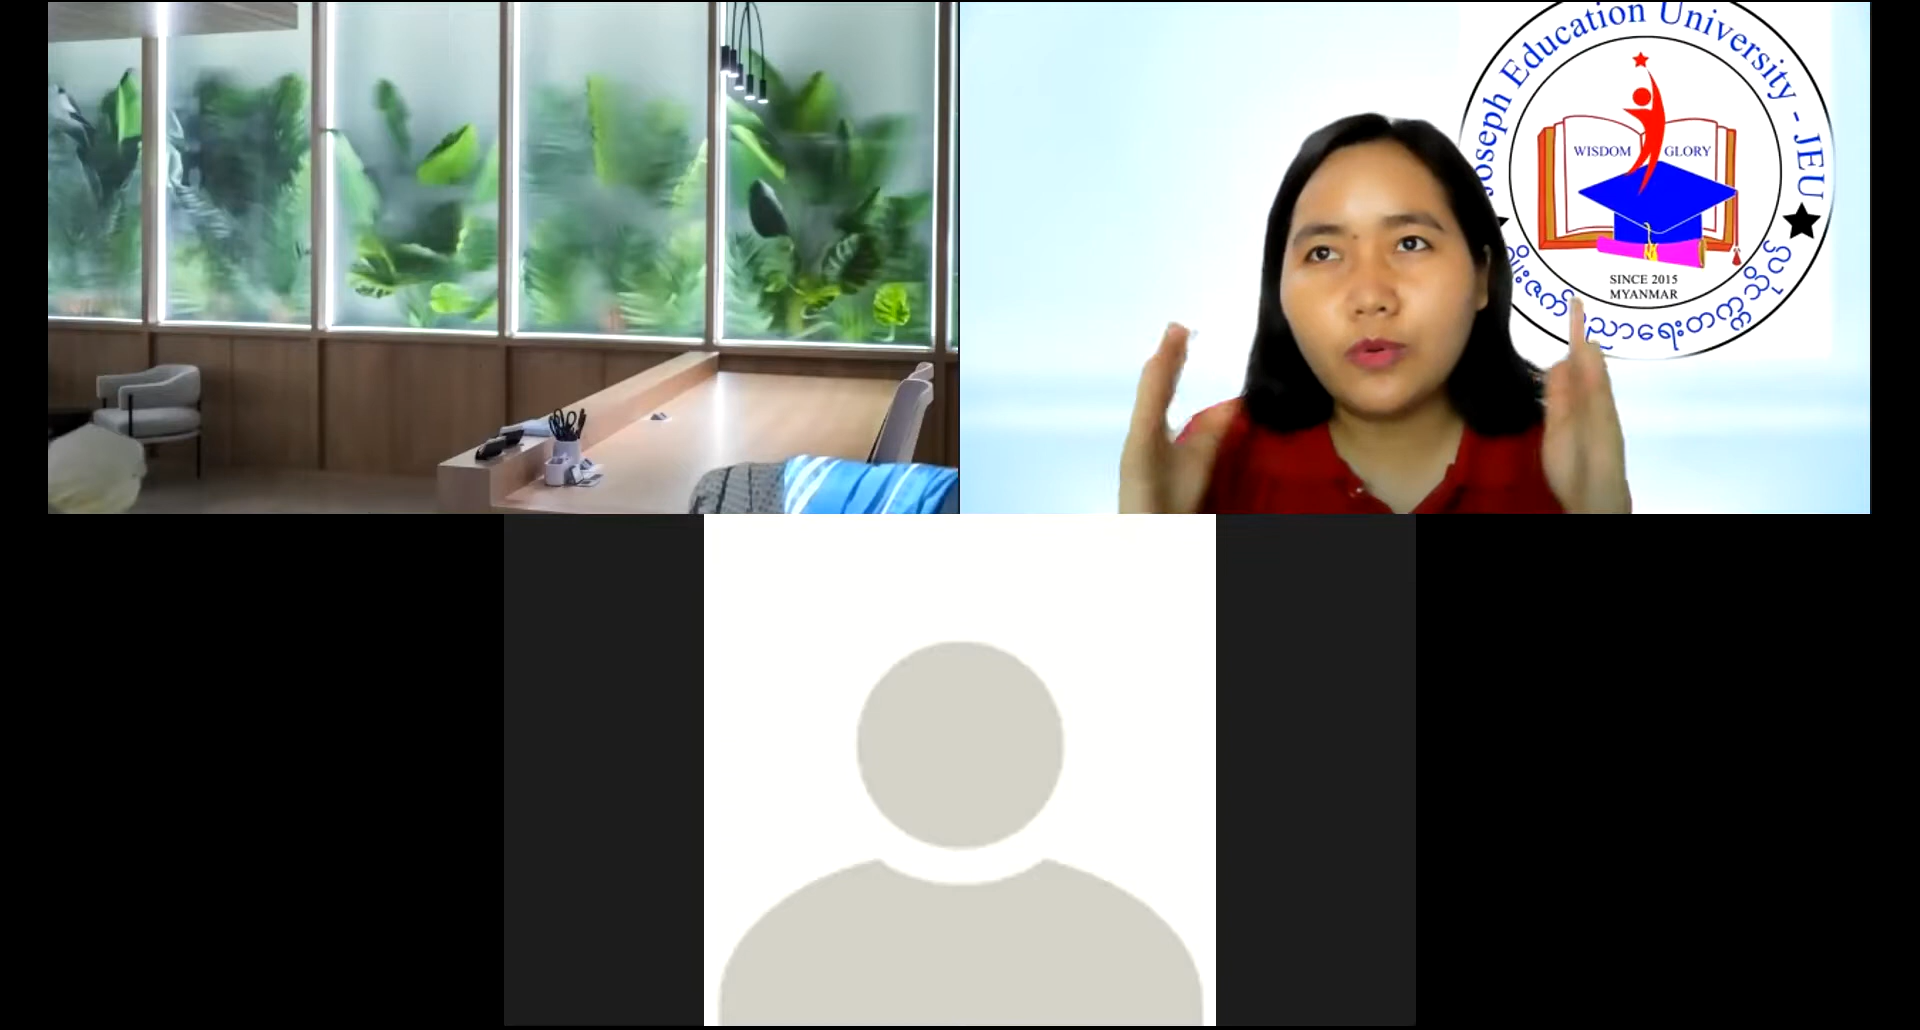 Joseph Education University - JEU
WISDOM GLORY
SINCE 2015
MYANMAR